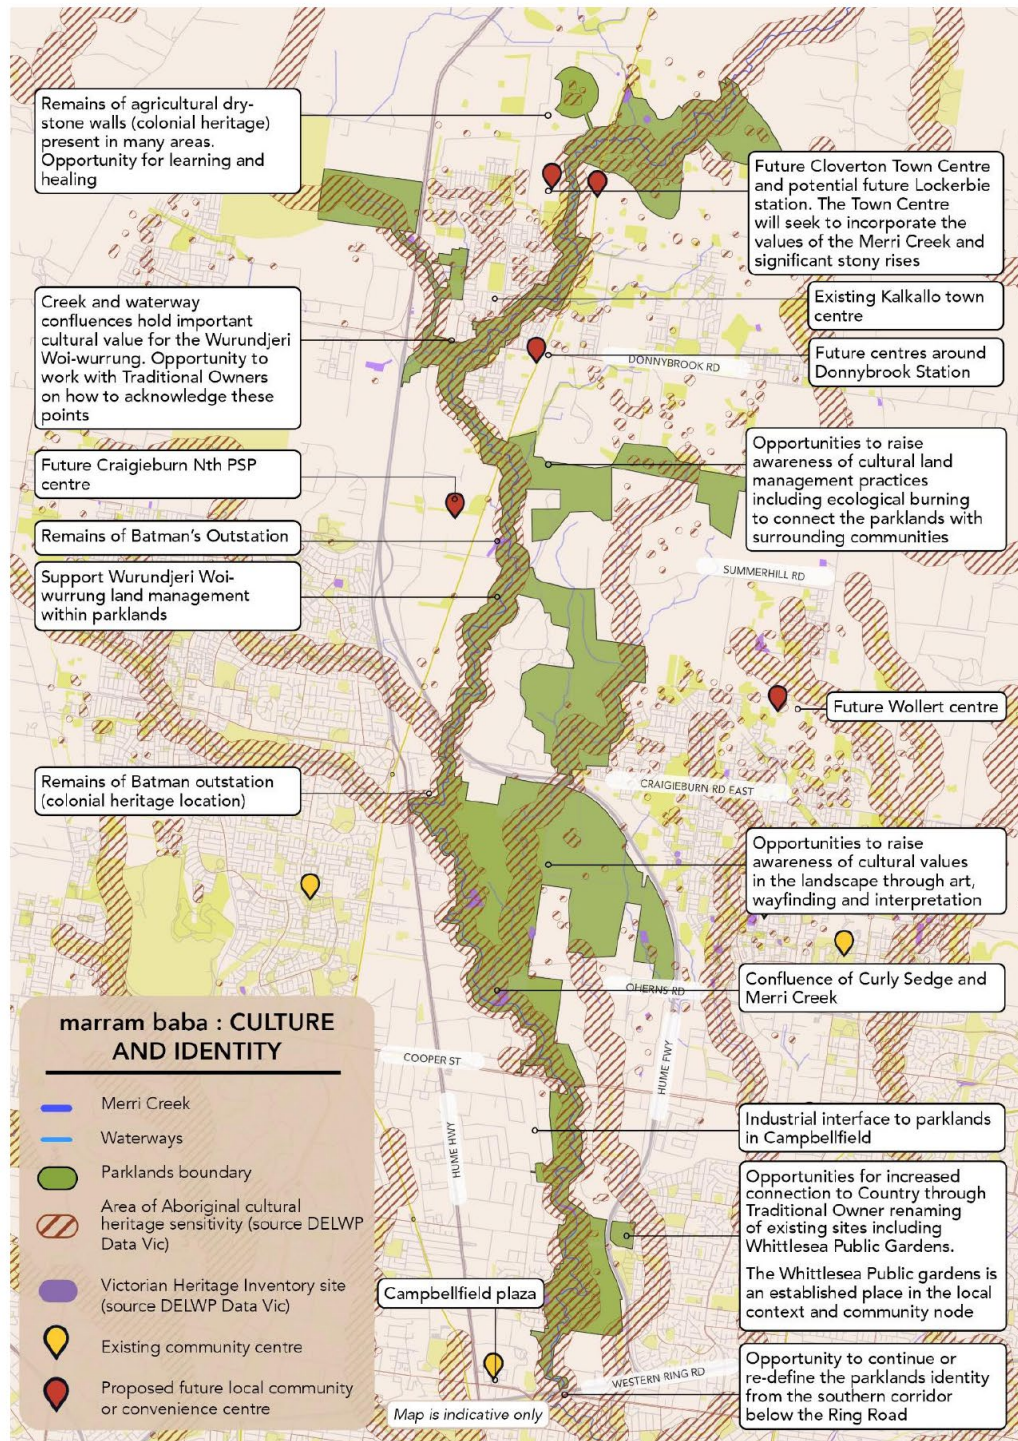 Remains of agricultural dry-
stone walls (colonial heritage)
present in many areas.
Opportunity for learning and
healing
Future Cloverton Town Centre
and potential future Lockerbie
station. The Town Centre
will seek to incorporate the
values of the Merri Creek and
significant stony rises
Existing Kalkallo town
centre
Creek and waterway
confluences hold important
cultural value for the Wurundjeri
Woi-wurrung. Opportunity to
work with Traditional Owners
on how to acknowledge these
points
DONNYBROOK RD
Future centres around
Donnybrook Station
Future Craigieburn Nth PSP
centre
Opportunities to raise
awareness of cultural land
management practices
including ecological burning
to connect the parklands with
surrounding communities
Remains of Batman's Outstation
Support Wurundjeri Woi-
wurrung land management
within parklands
SUMMERHILL RD
Future Wollert centre
Remains of Batman outstation
(colonial heritage location)
CRAIGIEBURN RD EAST
Opportunities to raise
awareness of cultural values
in the landscape through art,
wayfinding and interpretation
Confluence of Curly Sedge and
Merri Creek
OHERNS RD
COOPER ST
HUME FWY
HUME HWY
Industrial interface to parklands
in Campbellfield
Opportunities for increased
connection to Country through
Traditional Owner renaming
of existing sites including
Whittlesea Public Gardens.
The Whittlesea Public gardens is
an established place in the local
context and community node
Campbellfield plaza
WESTERN RING RD
Opportunity to continue or
re-define the parklands identity
from the southern corridor
below the Ring Road
Map is indicative only
marram baba : CULTURE
AND IDENTITY
Merri Creek
Waterways
Parklands boundary
Area of Aboriginal cultural
heritage sensitivity (source DELWP
Data Vic)
Victorian Heritage Inventory site
(source DELWP Data Vic)
Existing community centre
Proposed future local community
or convenience centre